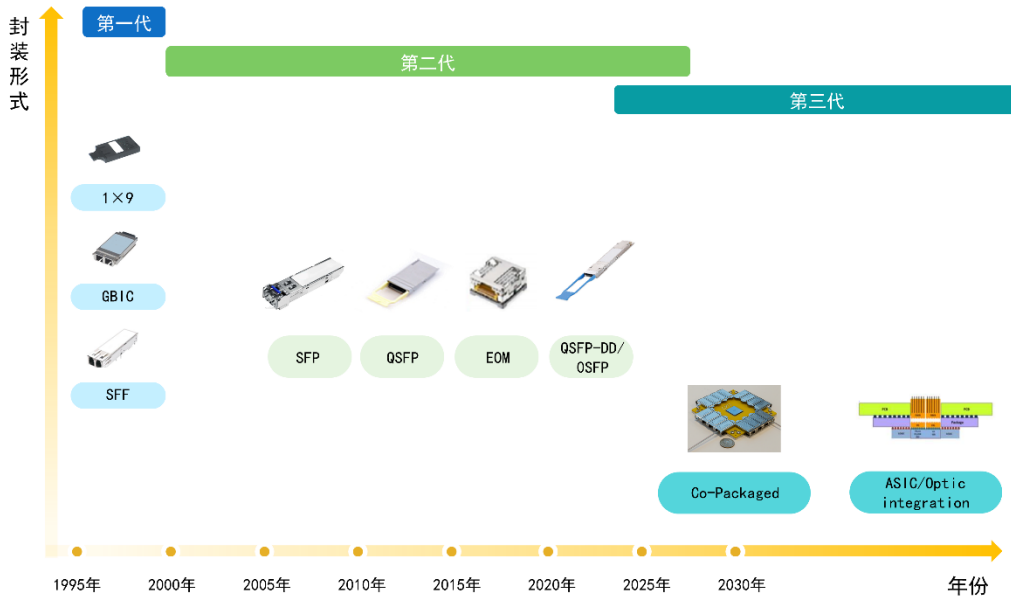 封
装
形
式
第一代
第二代
第三代
1×9
GBIC
SFF
SFP
QSFP
EOM
QSFP-DD/
OSFP
Co-Packaged
PCB
PCB
Package
ASIC/Optic
integration
1995年
2000年
2005年
2010年
2015年
2020年
2025年
2030年
年份